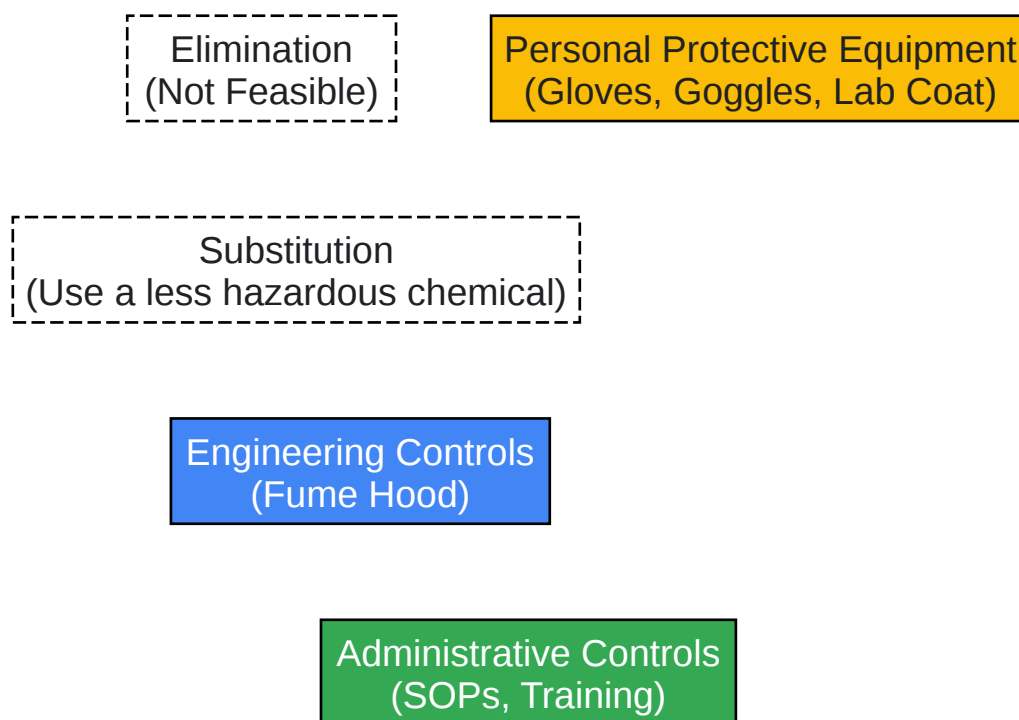 Elimination
(Not Feasible)
Personal Protective Equipment
(Gloves, Goggles, Lab Coat)
Substitution
(Use a less hazardous chemical)
Engineering Controls
(Fume Hood)
Administrative Controls
(SOPs, Training)